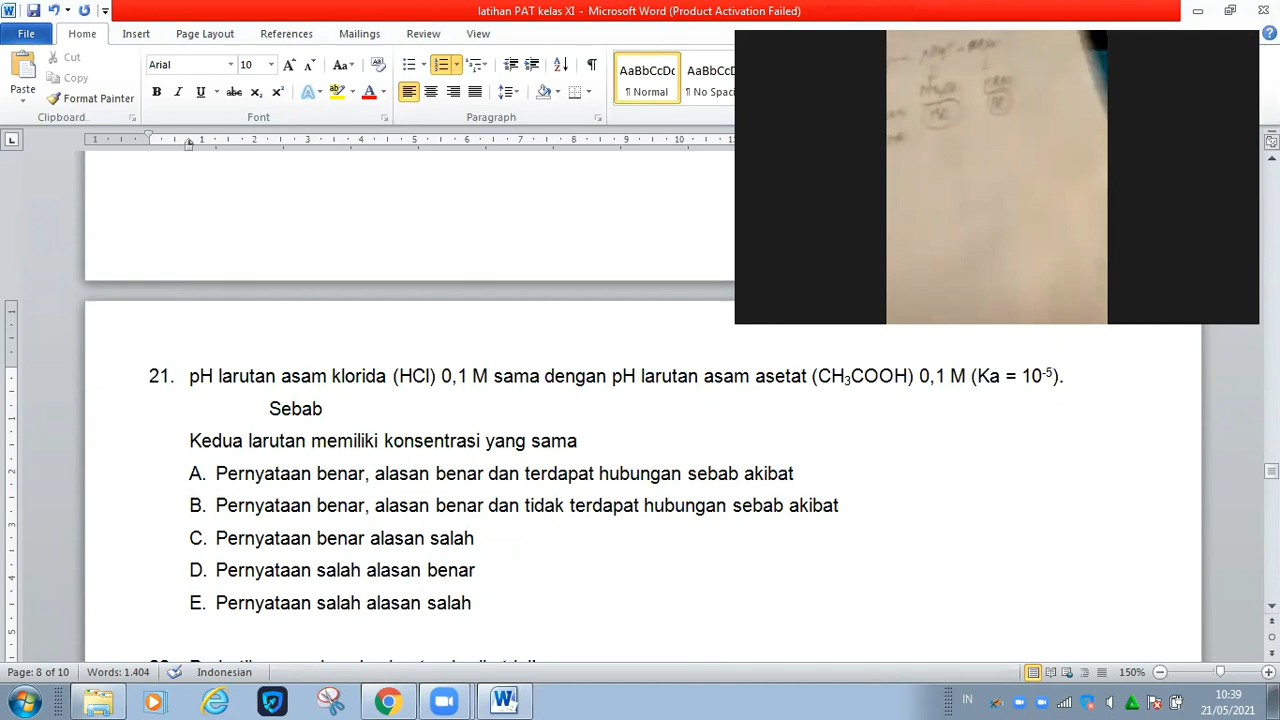 latihan PAT kelas XI - Microsoft Word (Product Activation Failed)
File Home Insert Page Layout References Mailings Review View
Cut
Copy
Format Painter
Paste
Clipboard
Arial 10
Font
Paragraph
AaBbCcDc AaBbCcD
¶ Normal ¶ No Spaci
21. pH larutan asam klorida (HCl) 0,1 M sama dengan pH larutan asam asetat (CH₃COOH) 0,1 M (Ka = 10⁻⁵).
Sebab
Kedua larutan memiliki konsentrasi yang sama
A. Pernyataan benar, alasan benar dan terdapat hubungan sebab akibat
B. Pernyataan benar, alasan benar dan tidak terdapat hubungan sebab akibat
C. Pernyataan benar alasan salah
D. Pernyataan salah alasan benar
E. Pernyataan salah alasan salah
Page: 8 of 10 Words: 1.404 Indonesian 150%
IN 10:39
21/05/2021